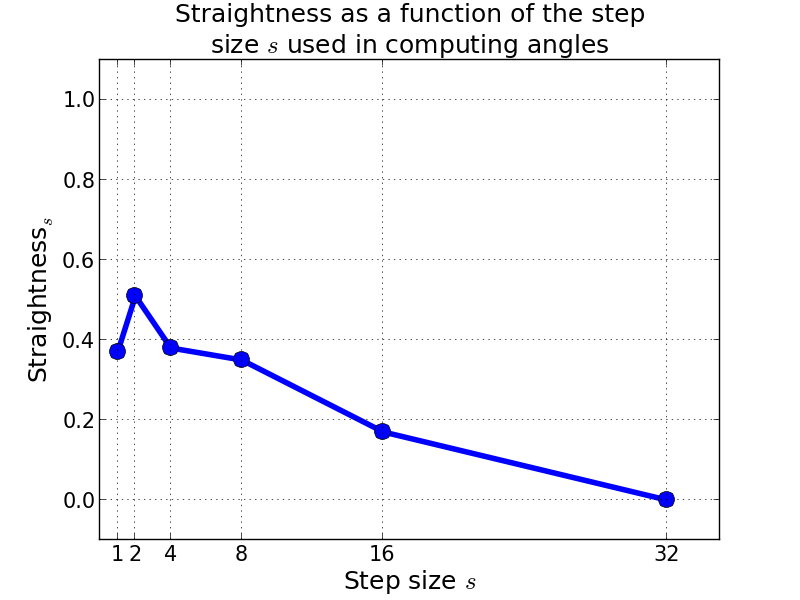 Straightness as a function of the step
size s used in computing angles
1.0
0.8
0.6
0.4
0.2
0.0
Straightness_s
1 2 4 8 16 32
Step size s